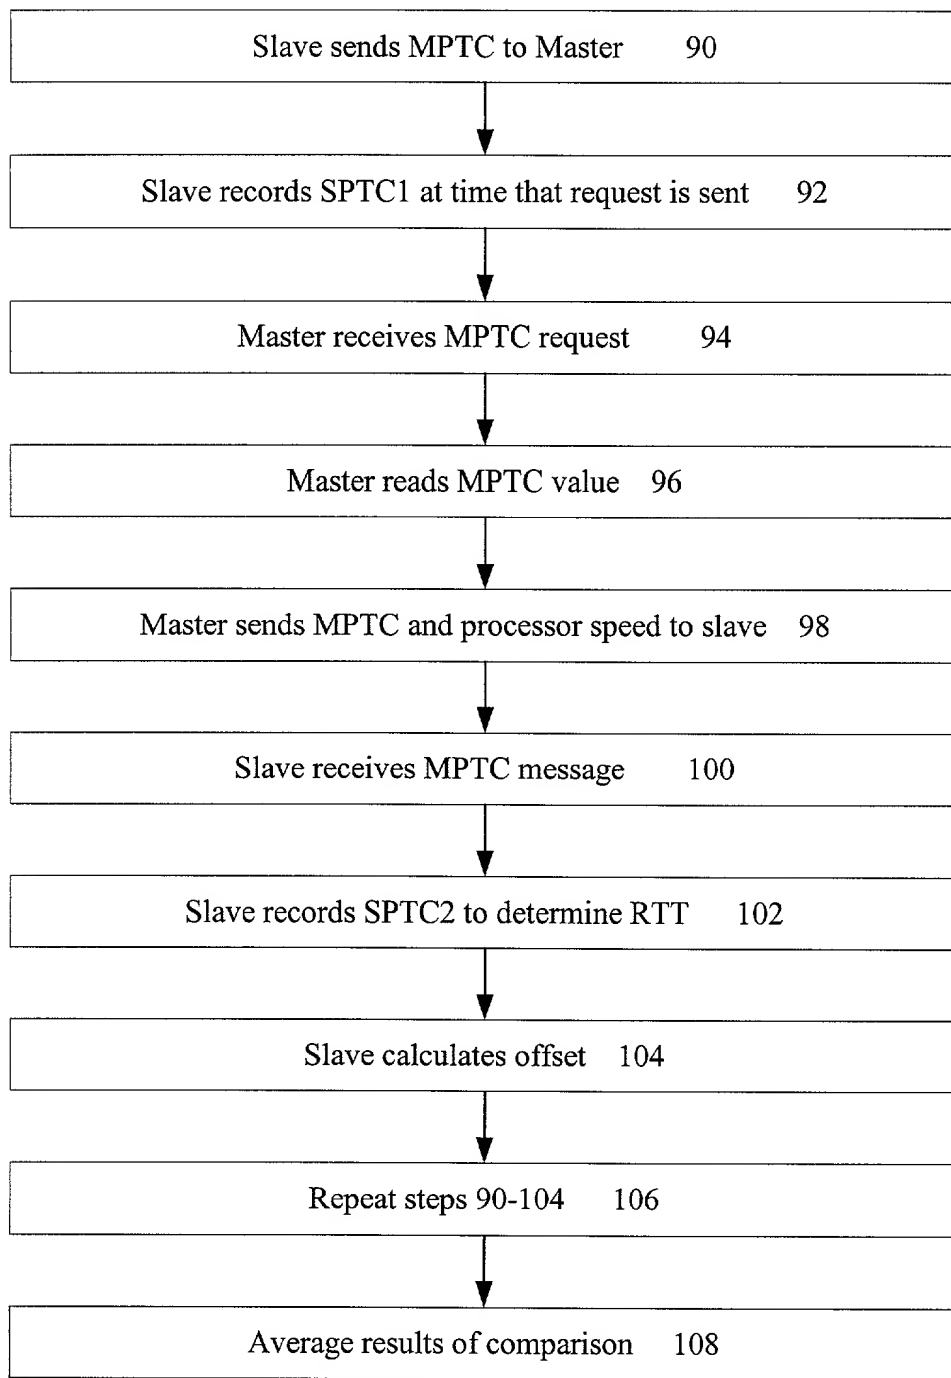 Slave sends MPTC to Master 90
Slave records SPTC1 at time that request is sent 92
Master receives MPTC request 94
Master reads MPTC value 96
Master sends MPTC and processor speed to slave 98
Slave receives MPTC message 100
Slave records SPTC2 to determine RTT 102
Slave calculates offset 104
Repeat steps 90-104 106
Average results of comparison 108